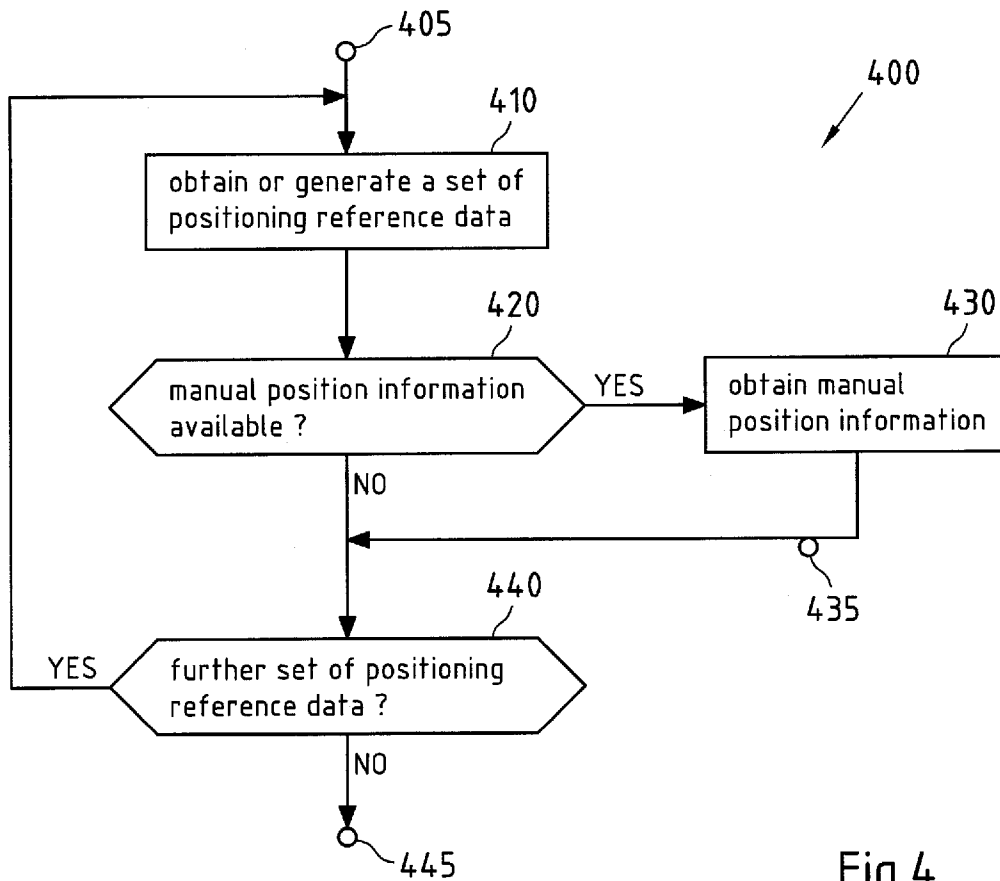 405
400
410
obtain or generate a set of
positioning reference data
420
430
manual position information
available ?
YES
obtain manual
position information
NO
435
440
YES
further set of positioning
reference data ?
NO
445
Fig.4